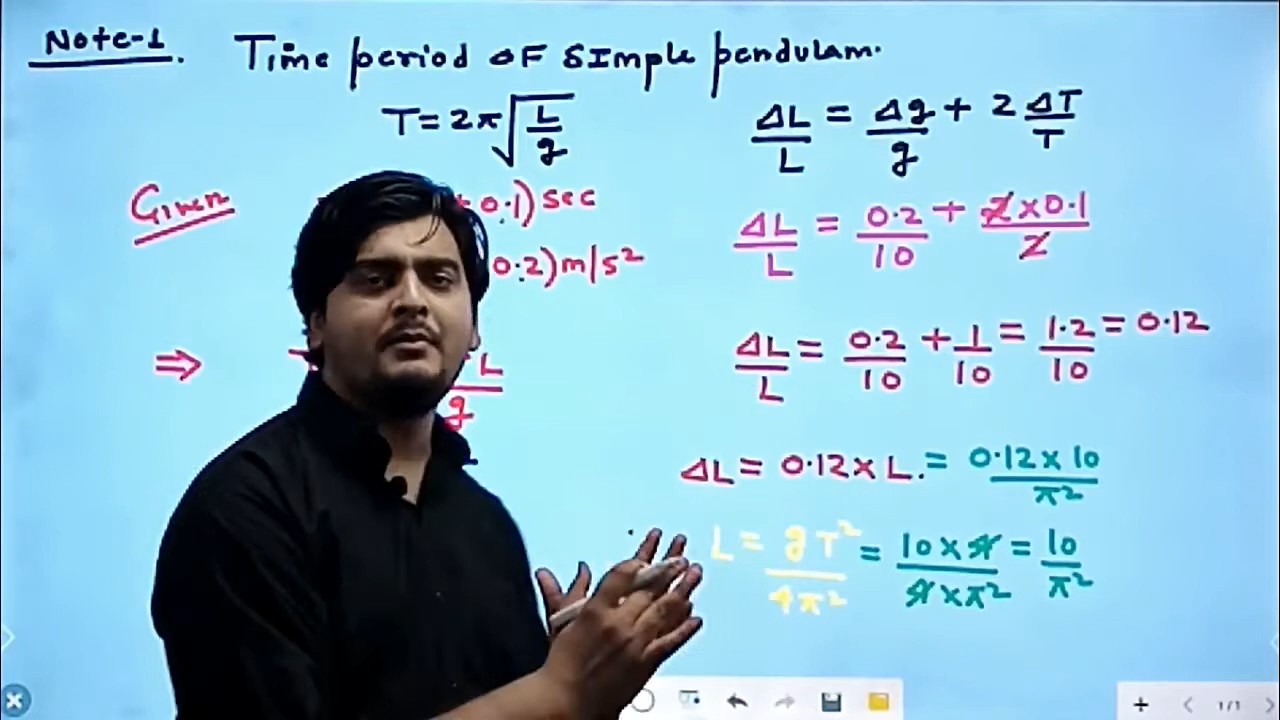 Note-1. Time period OF SImple pendulam.
T = 2π√(L/g)
Given
0.1) sec
0.2) m/s²
⇒
L/g
ΔL/L = Δg/g + 2 ΔT/T
ΔL/L = 0.2/10 + 2×0.1/2
ΔL/L = 0.2/10 + 1/10 = 1.2/10 = 0.12
ΔL = 0.12 × L. = 0.12 × 10/π²
L = gT²/4π² = 10 × 4/4 × π² = 10/π²
1/1